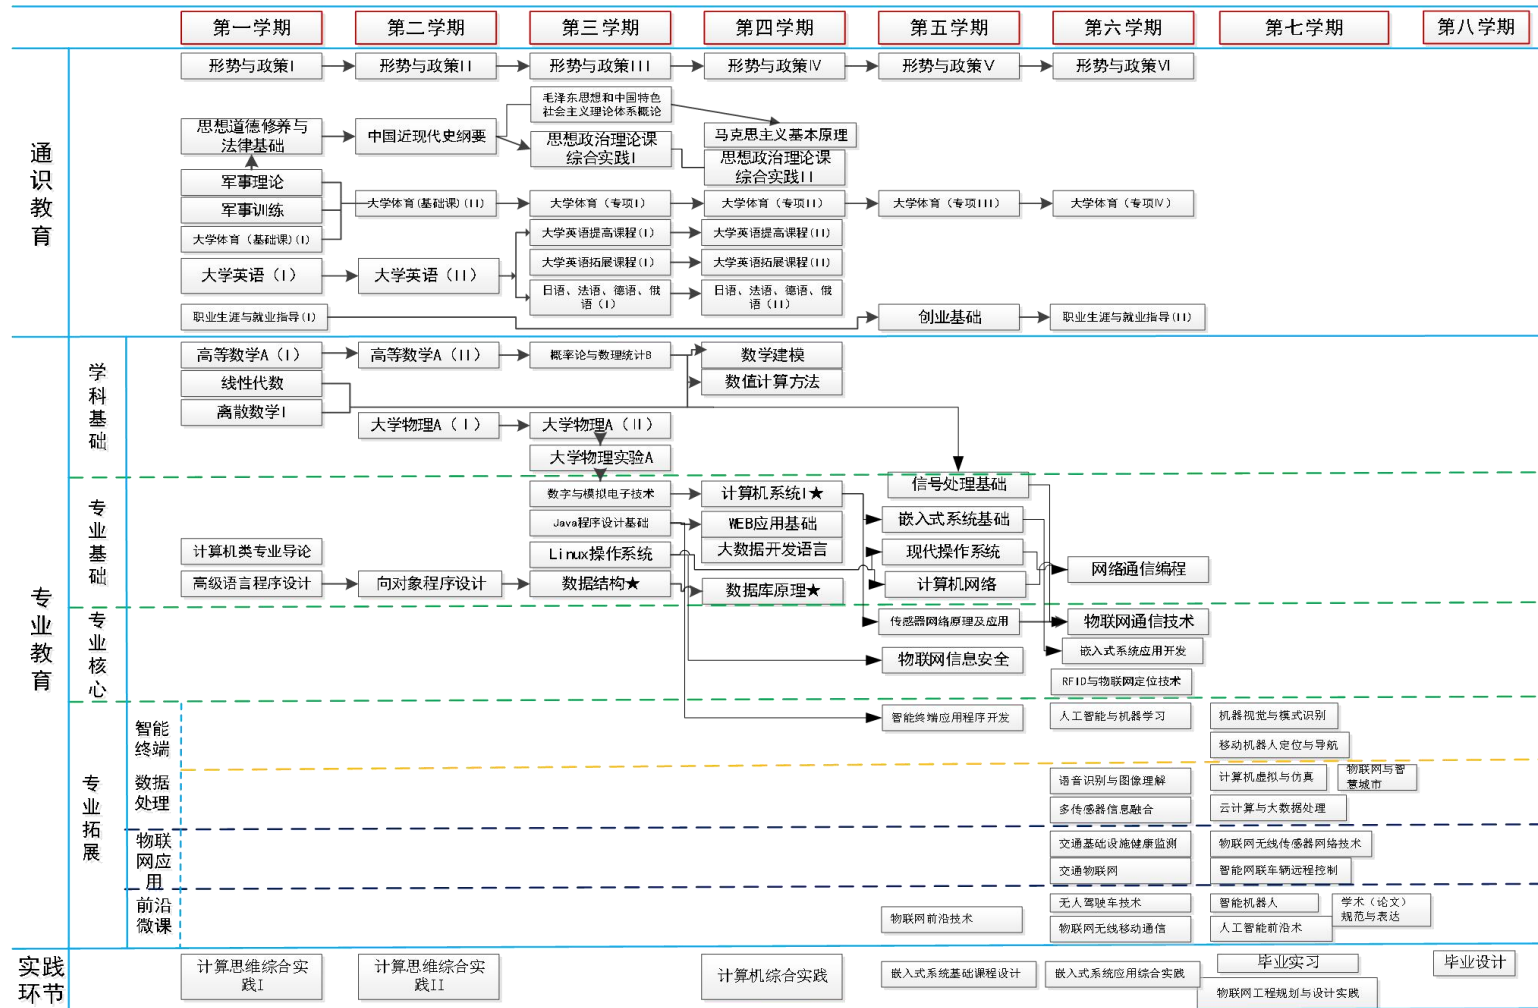 第一学期
第二学期
第三学期
第四学期
第五学期
第六学期
第七学期
第八学期
通识教育
形势与政策I
形势与政策II
形势与政策III
形势与政策IV
形势与政策V
形势与政策VI
思想道德修养与
法律基础
中国近现代史纲要
毛泽东思想和中国特色
社会主义理论体系概论
思想政治理论课
综合实践I
马克思主义基本原理
思想政治理论课
综合实践II
军事理论
军事训练
大学体育（基础课）(I)
大学体育(基础课)(II)
大学体育（专项I）
大学体育（专项II）
大学体育（专项III）
大学体育（专项IV）
大学英语（I）
大学英语（II）
大学英语提高课程(I)
大学英语提高课程(II)
大学英语拓展课程(I)
大学英语拓展课程(II)
日语、法语、德语、俄
语（I）
日语、法语、德语、俄
语（II）
职业生涯与就业指导(I)
创业基础
职业生涯与就业指导(II)
专业教育
学科基础
高等数学A（I）
高等数学A（II）
概率论与数理统计B
数学建模
线性代数
数值计算方法
离散数学I
大学物理A（I）
大学物理A（II）
大学物理实验A
专业基础
数字与模拟电子技术
计算机系统I★
信号处理基础
Java程序设计基础
WEB应用基础
嵌入式系统基础
计算机类专业导论
Linux操作系统
大数据开发语言
现代操作系统
网络通信编程
高级语言程序设计
向对象程序设计
数据结构★
数据库原理★
计算机网络
专业核心
传感器网络原理及应用
物联网通信技术
物联网信息安全
嵌入式系统应用开发
RFID与物联网定位技术
专业拓展
智能
终端
智能终端应用程序开发
人工智能与机器学习
机器视觉与模式识别
移动机器人定位与导航
数据
处理
语音识别与图像理解
计算机虚拟与仿真
物联网与智
慧城市
多传感器信息融合
云计算与大数据处理
物联
网应
用
交通基础设施健康监测
物联网无线传感器网络技术
交通物联网
智能网联车辆远程控制
前沿
微课
物联网前沿技术
无人驾驶车技术
智能机器人
学术（论文）
规范与表达
物联网无线移动通信
人工智能前沿术
实践
环节
计算思维综合实
践I
计算思维综合实
践II
计算机综合实践
嵌入式系统基础课程设计
嵌入式系统应用综合实践
毕业实习
物联网工程规划与设计实践
毕业设计